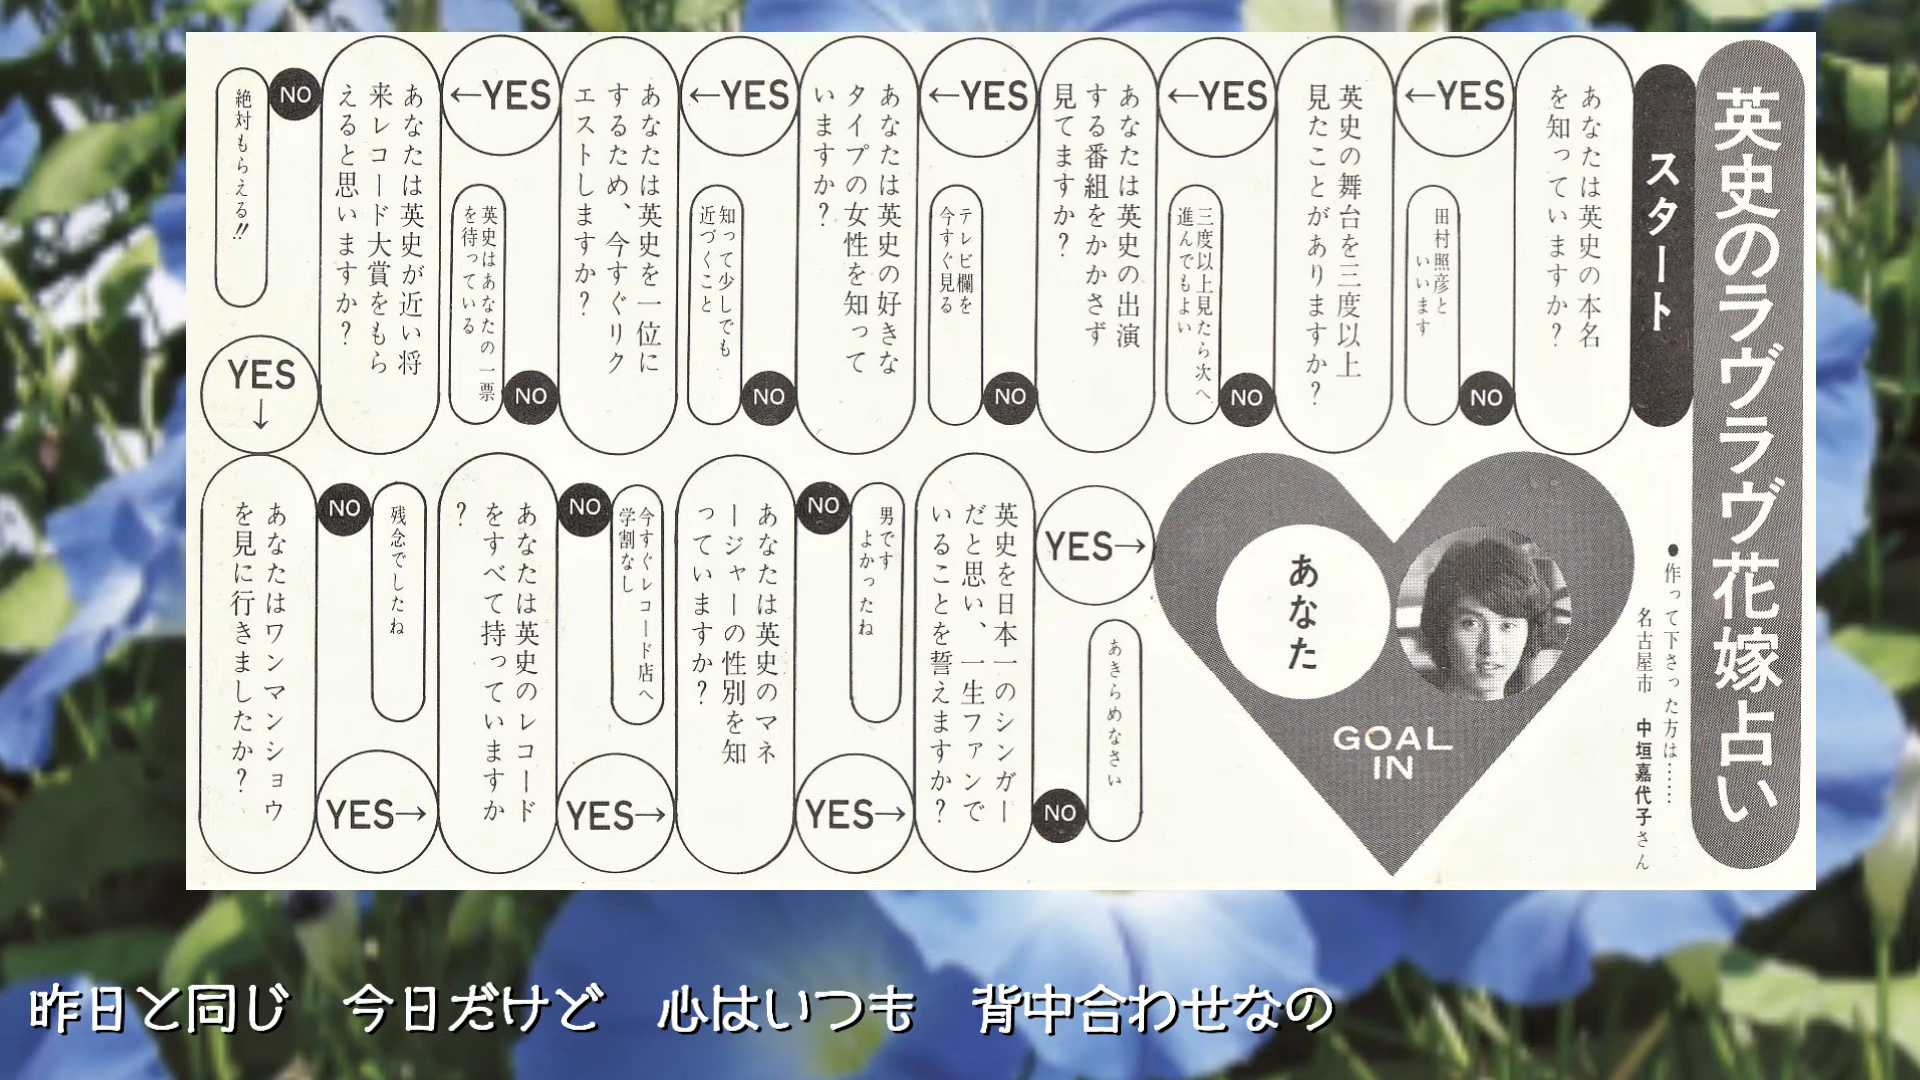 英史のラヴラヴ花嫁占い
●作って下さった方は……
名古屋市　中垣嘉代子さん
スタート
あなたは英史の本名
を知っていますか？
←YES
NO
田村照彦と
いいます
英史の舞台を三度以上
見たことがありますか？
←YES
NO
三度以上見たら次へ
進んでもよい
あなたは英史の出演
する番組をかかさず
見てますか？
←YES
NO
テレビ欄を
今すぐ見る
あなたは英史の好きな
タイプの女性を知って
いますか？
←YES
NO
知って少しでも
近づくこと
あなたは英史を一位に
するため、今すぐリク
エストしますか？
←YES
NO
英史はあなたの一票
を待っている
あなたは英史が近い将
来レコード大賞をもら
えると思いますか？
NO
絶対もらえる!!
YES
↓
あなたはワンマンショウ
を見に行きましたか？
NO
残念でしたね
YES→
あなたは英史のレコード
をすべて持っていますか
？
NO
今すぐレコード店へ
学割なし
YES→
あなたは英史のマネ
ージャーの性別を知
っていますか？
NO
男です
よかったね
YES→
英史を日本一のシンガー
だと思い、一生ファンで
いることを誓えますか？
NO
あきらめなさい
YES→
あなた
GOAL
IN
昨日と同じ　今日だけど　心はいつも　背中合わせなの